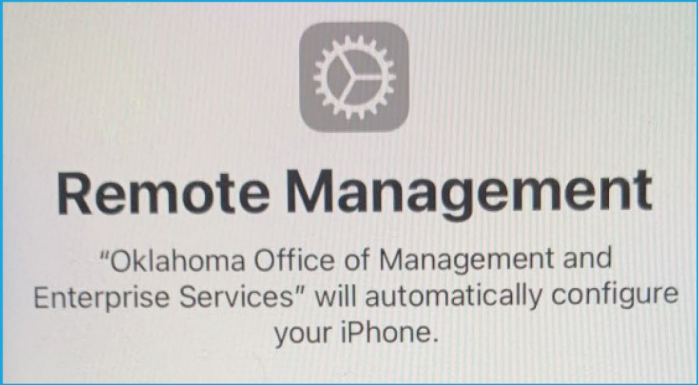 Remote Management
“Oklahoma Office of Management and
Enterprise Services” will automatically configure
your iPhone.